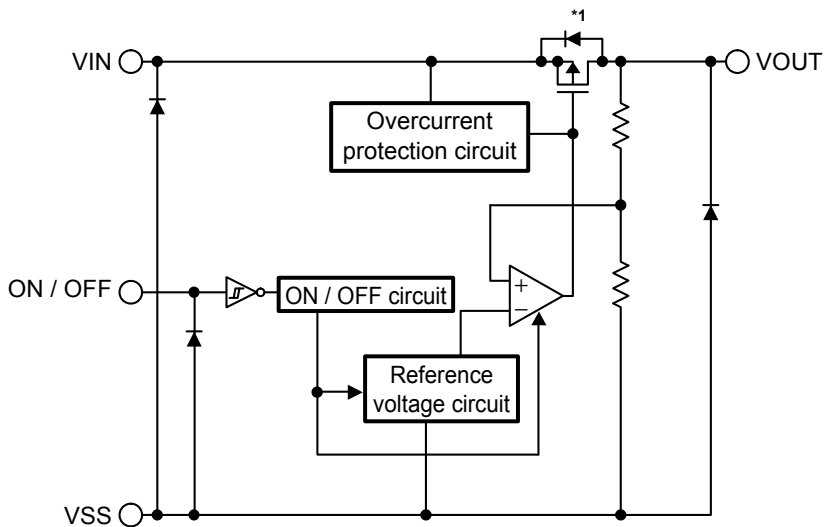 *1
VIN
VOUT
Overcurrent
protection circuit
ON / OFF
ON / OFF circuit
+
−
Reference
voltage circuit
VSS